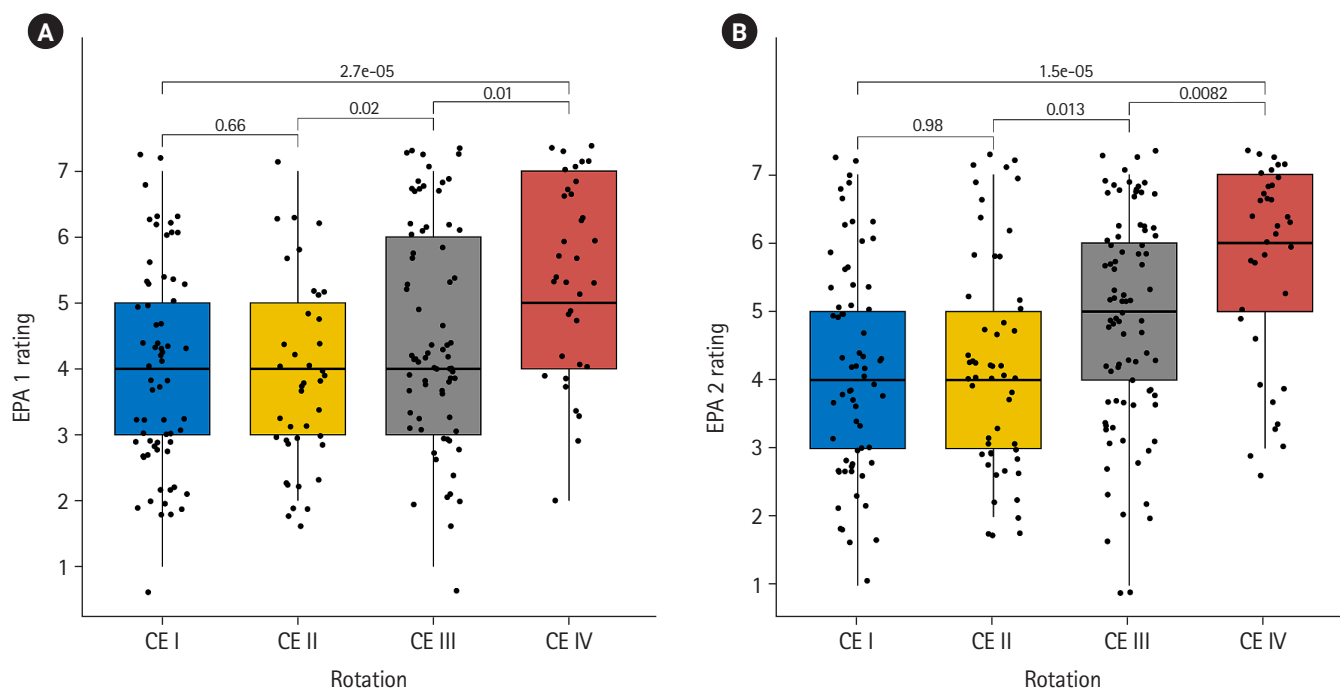 A
2.7e-05
0.01
0.02
0.66
7
6
5
4
3
2
1
EPA 1 rating
CE I CE II CE III CE IV
Rotation
B
1.5e-05
0.0082
0.013
0.98
7
6
5
4
3
2
1
EPA 2 rating
CE I CE II CE III CE IV
Rotation